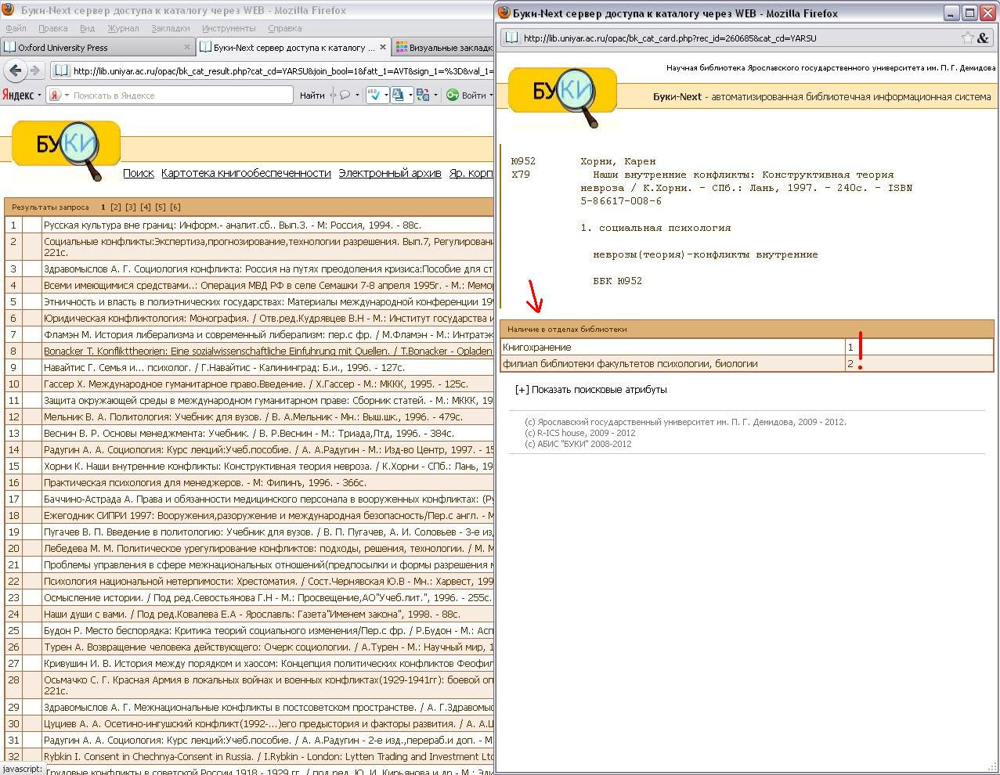 Буки-Next сервер доступа к каталогу через WEB - Mozilla Firefox
Файл Правка Вид Журнал Закладки Инструменты Справка
Oxford University Press
Буки-Next сервер доступа к каталогу ...
Визуальные закладк
http://lib.uniyar.ac.ru/opac/bk_cat_result.php?cat_cd=YARSU&join_bool=1&fatt_1=AVT&sign_1=%3D&val_1=
Яндекс Я Поискать в Яндексе Найти ABC Войти
БУКИ
Поиск Картотека книгообеспеченности Электронный архив Яр. корп
Результаты запроса 1 [2] [3] [4] [5] [6]
1 Русская культура вне границ: Информ.- аналит.сб.. Вып.3. - М: Россия, 1994. - 88с.
2 Социальные конфликты:Экспертиза,прогнозирование,технологии разрешения. Вып.7, Регулировани
221с.
3 Здравомыслов А. Г. Социология конфликта: Россия на путях преодоления кризиса:Пособие для ст
4 Всеми имеющимися средствами..: Операция МВД РФ в селе Семашки 7-8 апреля 1995г. - М.: Мемор
5 Этничность и власть в полиэтнических государствах: Материалы международной конференции 199
6 Юридическая конфликтология: Монография. / Отв.ред.Кудрявцев В.Н - М.: Институт государства и
7 Фламэн М. История либерализма и современный либерализм: пер.с фр. / М.Фламэн - М.: Интратэк
8 Bonacker T. Konflikttheorien: Eine sozialwissenschaftliche Einfuhrung mit Quellen. / T.Bonacker - Opladen
9 Навайтис Г. Семья и... психолог. / Г.Навайтис - Калининград: Б.и., 1996. - 127с.
10 Гассер Х. Международное гуманитарное право.Введение. / Х.Гассер - М.: МККК, 1995. - 125с.
11 Защита окружающей среды в международном гуманитарном праве: Сборник статей. - М.: МККК, 19
12 Мельник В. А. Политология: Учебник для вузов. / В. А.Мельник - Мн.: Выш.шк., 1996. - 479с.
13 Веснин В. Р. Основы менеджмента: Учебник. / В. Р.Веснин - М.: Триада,Лтд, 1996. - 384с.
14 Радугин А. А. Социология: Курс лекций:Учеб.пособие. / А. А.Радугин - М.: Изд-во Центр, 1997. - 15
15 Хорни К. Наши внутренние конфликты: Конструктивная теория невроза. / К.Хорни - СПб.: Лань, 19
16 Практическая психология для менеджеров. - М: Филинъ, 1996. - 366с.
17 Баччино-Астрада А. Права и обязанности медицинского персонала в вооруженных конфликтах: (Ру
18 Ежегодник СИПРИ 1997: Вооружения,разоружение и международная безопасность/Пер.с англ. - М
19 Пугачев В. П. Введение в политологию: Учебник для вузов. / В. П. Пугачев, А. И. Соловьев - 3-е изд
20 Лебедева М. М. Политическое урегулирование конфликтов: подходы, решения, технологии. / М. М
21 Проблемы управления в сфере межнациональных отношений(предпосылки и формы разрешения м
22 Психология национальной нетерпимости: Хрестоматия. / Сост.Чернявская Ю.В - Мн.: Харвест, 199
23 Осмысление истории. / Под ред.Севостьянова Г.Н - М.: Просвещение,АО"Учеб.лит.", 1996. - 255с.
24 Наши души с вами. / Под ред.Ковалева Е.А - Ярославль: Газета"Именем закона", 1998. - 88с.
25 Будон Р. Место беспорядка: Критика теорий социального изменения/Пер.с фр. / Р.Будон - М.: Асп
26 Турен А. Возвращение человека действующего: Очерк социологии. / А.Турен - М.: Научный мир, 1
27 Кривушин И. В. История между порядком и хаосом: Концепция политических конфликтов Феофил
28 Осьмачко С. Г. Красная Армия в локальных войнах и военных конфликтах(1929-1941гг): боевой оп
221с.
29 Здравомыслов А. Г. Межнациональные конфликты в постсоветском пространстве. / А. Г.Здравомыс
30 Цуциев А. А. Осетино-ингушский конфликт(1992-...)его предыстория и факторы развития. / А. А.Ц
31 Радугин А. А. Социология: Курс лекций:Учеб.пособие. / А. А.Радугин - 2-е изд.,перераб.и доп. - М
32 Rybkin I. Consent in Chechnya-Consent in Russia. / I.Rybkin - London: Lytten Trading and Investment Ltd
Трудовые конфликты в советской России 1918 - 1929 гг. / под ред. Ю. И. Кирьянова и др - М.: Эди
javascript:
Буки-Next сервер доступа к каталогу через WEB - Mozilla Firefox
http://lib.uniyar.ac.ru/opac/bk_cat_card.php?rec_id=260685&cat_cd=YARSU
Научная библиотека Ярославского государственного университета им. П. Г. Демидова
БУКИ
Буки-Next - автоматизированная библиотечная информационная система
Ю952 Хорни, Карен
Х79 Наши внутренние конфликты: Конструктивная теория
невроза / К.Хорни. - СПб.: Лань, 1997. - 240с. - ISBN
5-86617-008-6
1. социальная психология
неврозы(теория)-конфликты внутренние
ББК Ю952
Наличие в отделах библиотеки
Книгохранение 1
филиал библиотеки факультетов психологии, биологии 2 !
[+] Показать поисковые атрибуты
(c) Ярославский государственный университет им. П. Г. Демидова, 2009 - 2012.
(c) R-ICS house, 2009 - 2012
(c) АБИС "БУКИ" 2008-2012